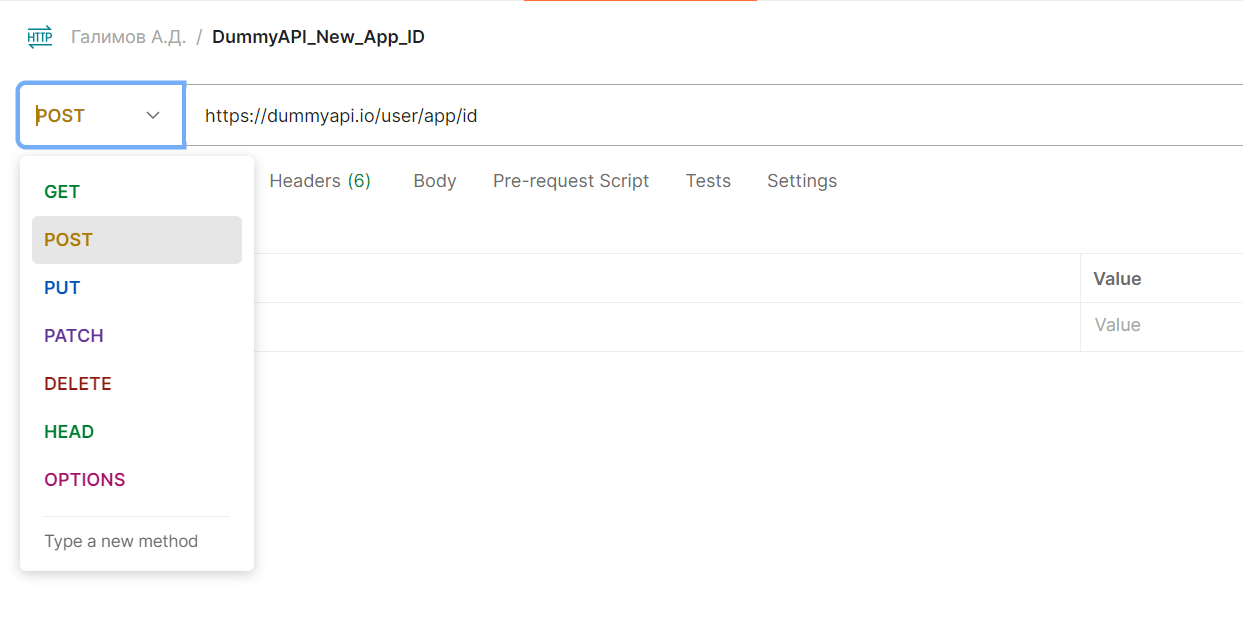 HTTP Галимов А.Д. / DummyAPI_New_App_ID
POST https://dummyapi.io/user/app/id
Headers (6) Body Pre-request Script Tests Settings
GET
POST
PUT
PATCH
DELETE
HEAD
OPTIONS
Type a new method
Value
Value